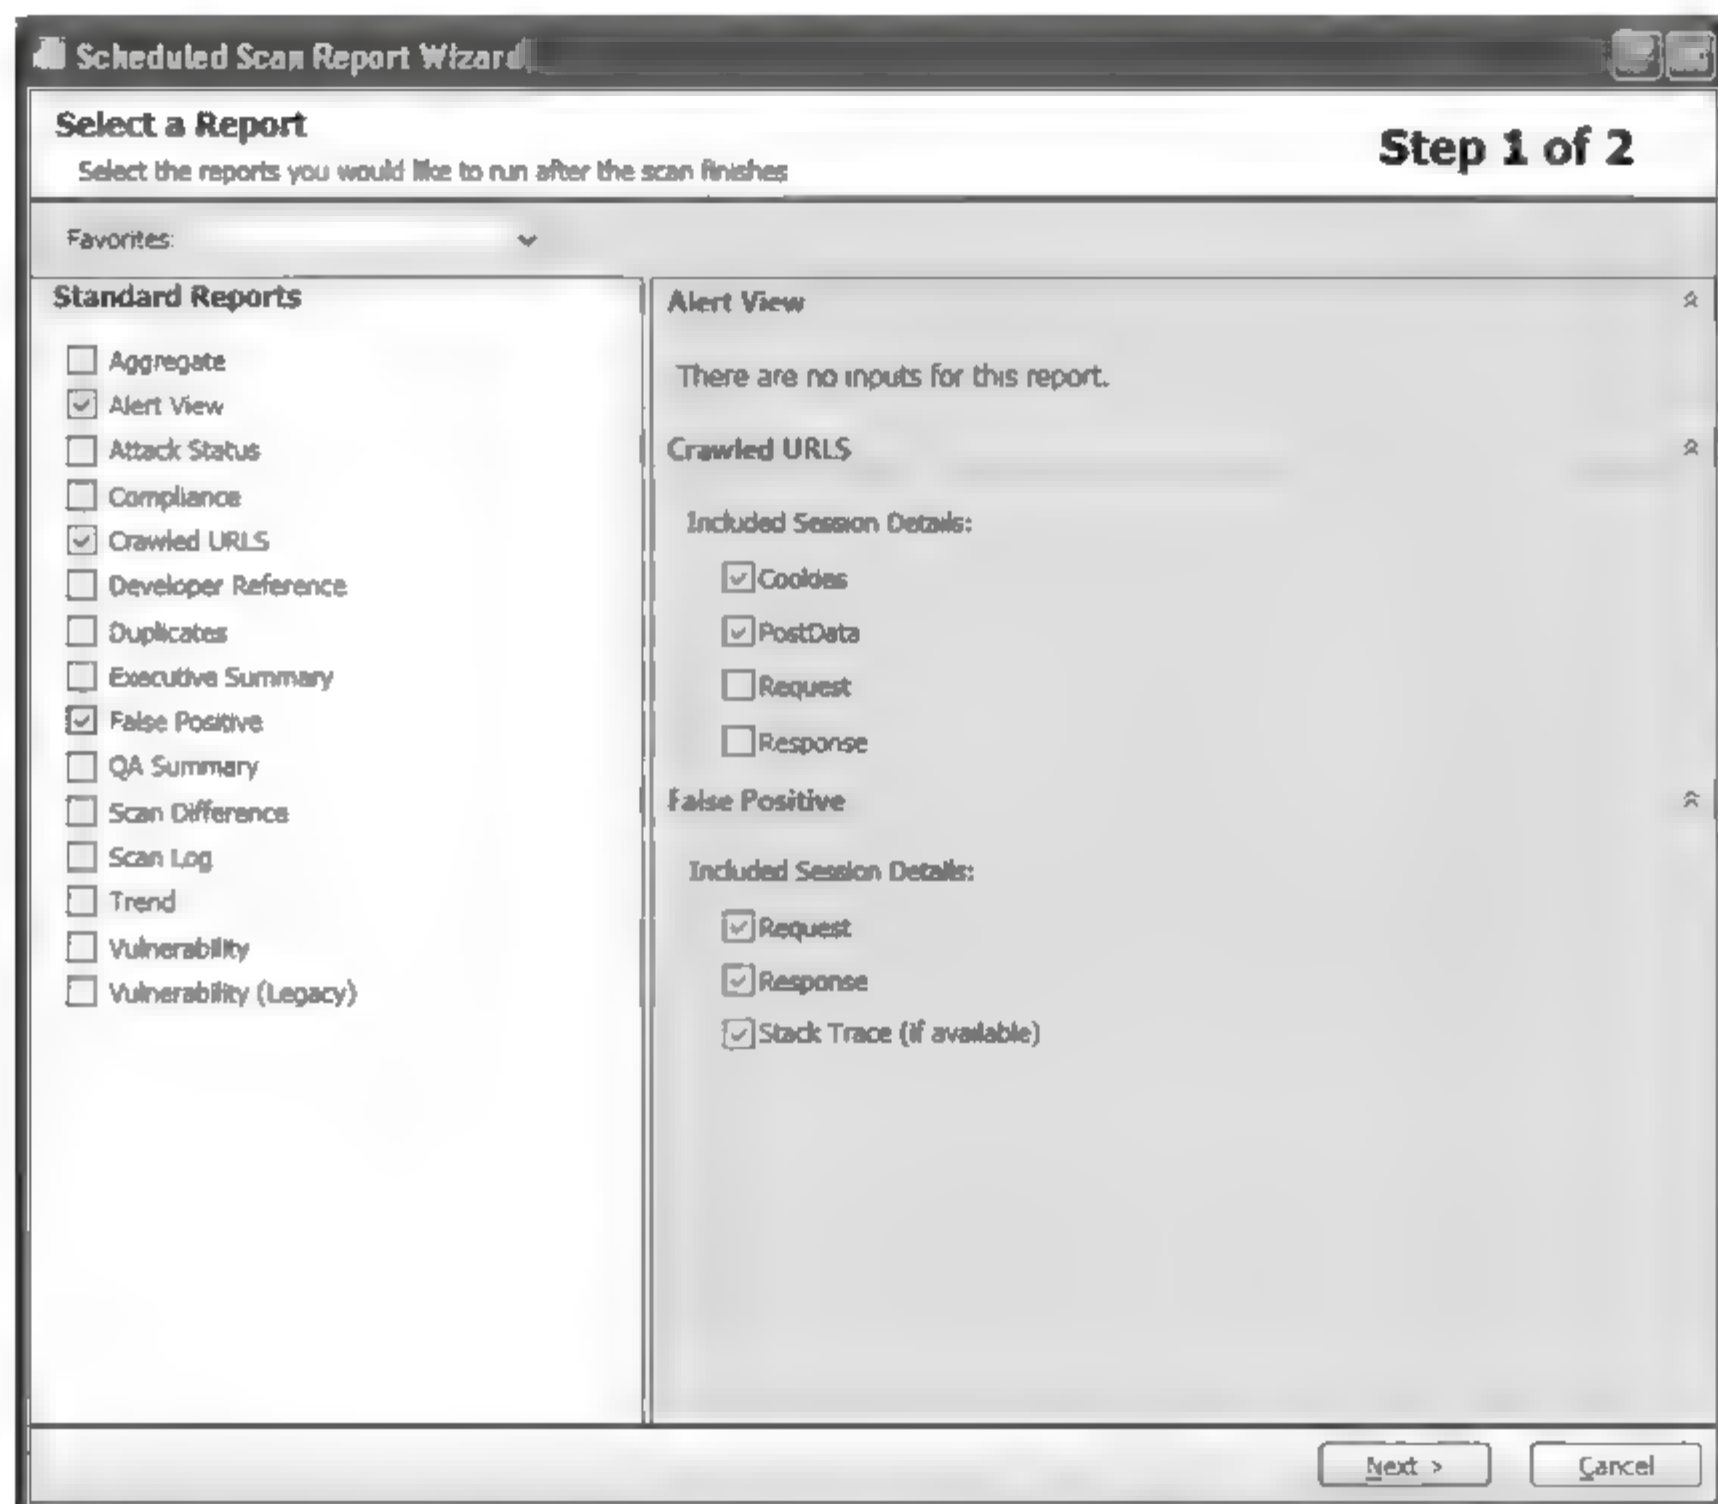 Scheduled Scan Report Wizard
Select a Report
Select the reports you would like to run after the scan finishes
Step 1 of 2
Favorites:
Standard Reports
Aggregate
Alert View
Attack Status
Compliance
Crawled URLS
Developer Reference
Duplicates
Executive Summary
False Positive
QA Summary
Scan Difference
Scan Log
Trend
Vulnerability
Vulnerability (Legacy)
Alert View
There are no inputs for this report.
Crawled URLS
Included Session Details:
Cookies
PostData
Request
Response
False Positive
Included Session Details:
Request
Response
Stack Trace (if available)
Next >
Cancel